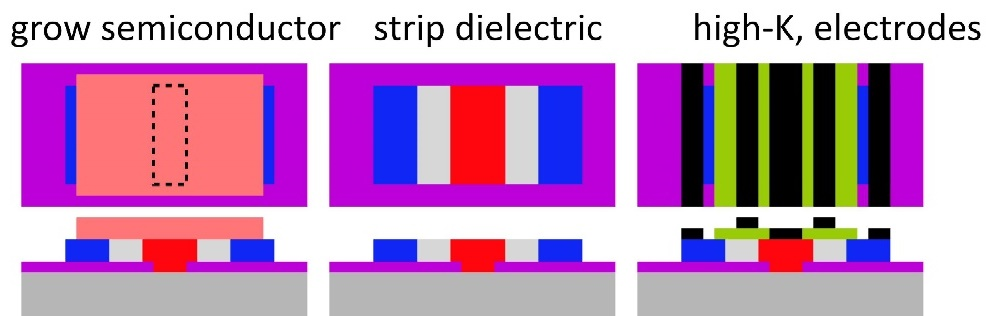 grow semiconductor
strip dielectric
high-K, electrodes